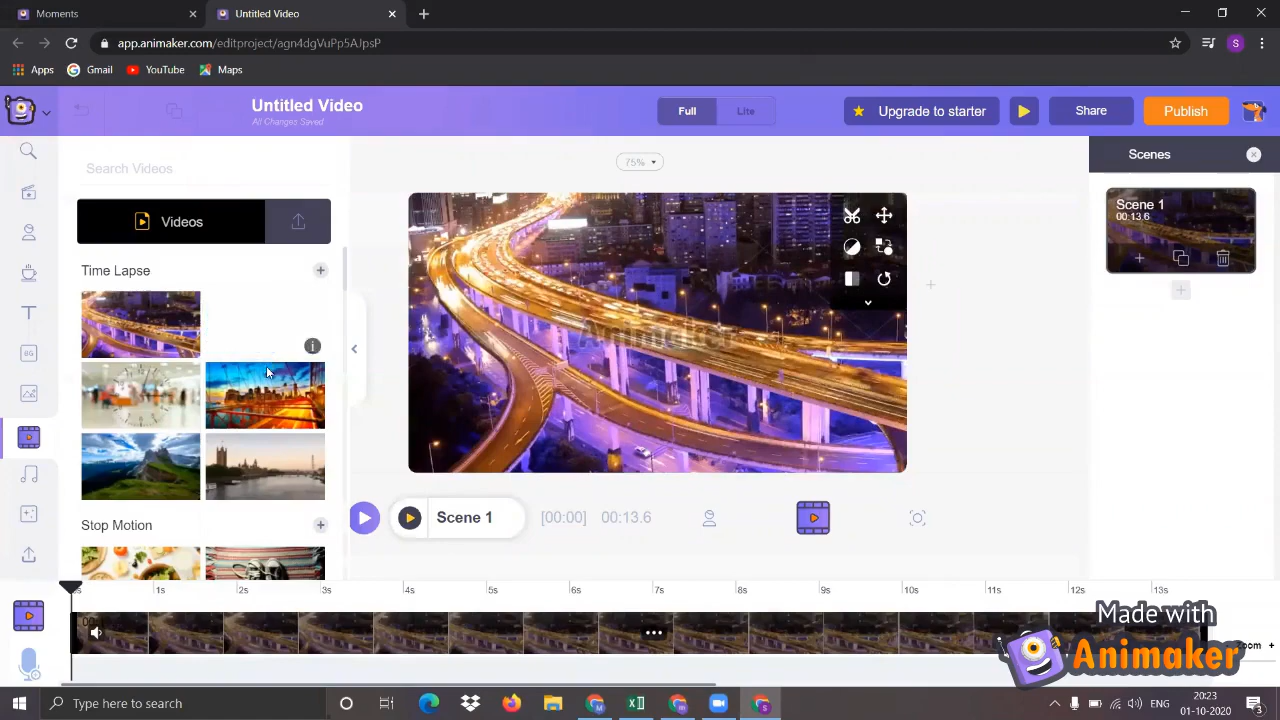 Moments
Untitled Video
app.animaker.com/editproject/agn4dgVuPp5AJpsP
S
Apps
Gmail
YouTube
Maps
Untitled Video
All Changes Saved
Full
Lite
Upgrade to starter
Share
Publish
Search Videos
75%
Scenes
Videos
Scene 1
00:13.6
Time Lapse
BG
Animaker
Stop Motion
Scene 1
[00:00]
00:13.6
1s
2s
3s
4s
5s
6s
7s
8s
9s
10s
11s
12s
13s
Made with
Animaker
Type here to search
ENG
20:23
01-10-2020
3